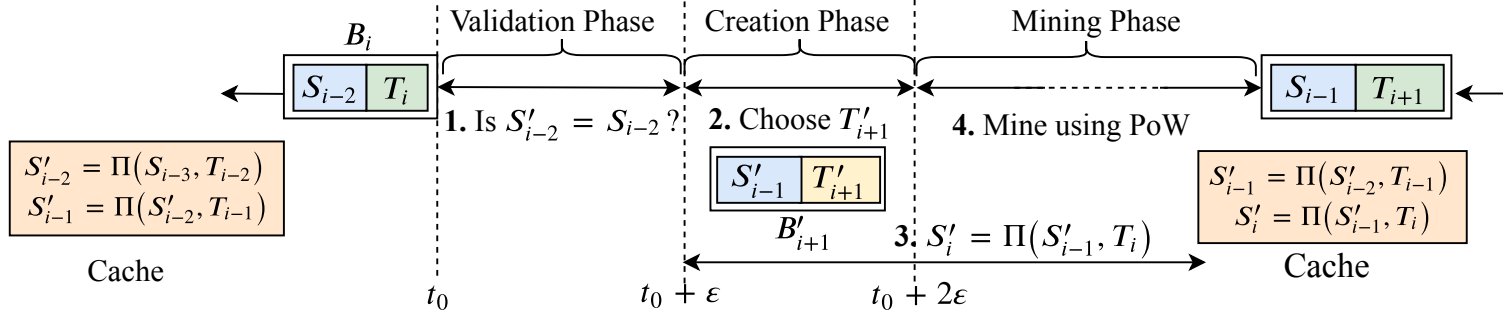 Validation Phase
Creation Phase
Mining Phase
B_i
S_{i−2} T_i
S_{i−1} T_{i+1}
1. Is S′_{i−2} = S_{i−2} ?
2. Choose T′_{i+1}
4. Mine using PoW
S′_{i−2} = Π(S_{i−3}, T_{i−2})
S′_{i−1} = Π(S′_{i−2}, T_{i−1})
Cache
S′_{i−1} T′_{i+1}
B′_{i+1}
3. S′_i = Π(S′_{i−1}, T_i)
S′_{i−1} = Π(S′_{i−2}, T_{i−1})
S′_i = Π(S′_{i−1}, T_i)
Cache
t_0
t_0 + ε
t_0 + 2ε